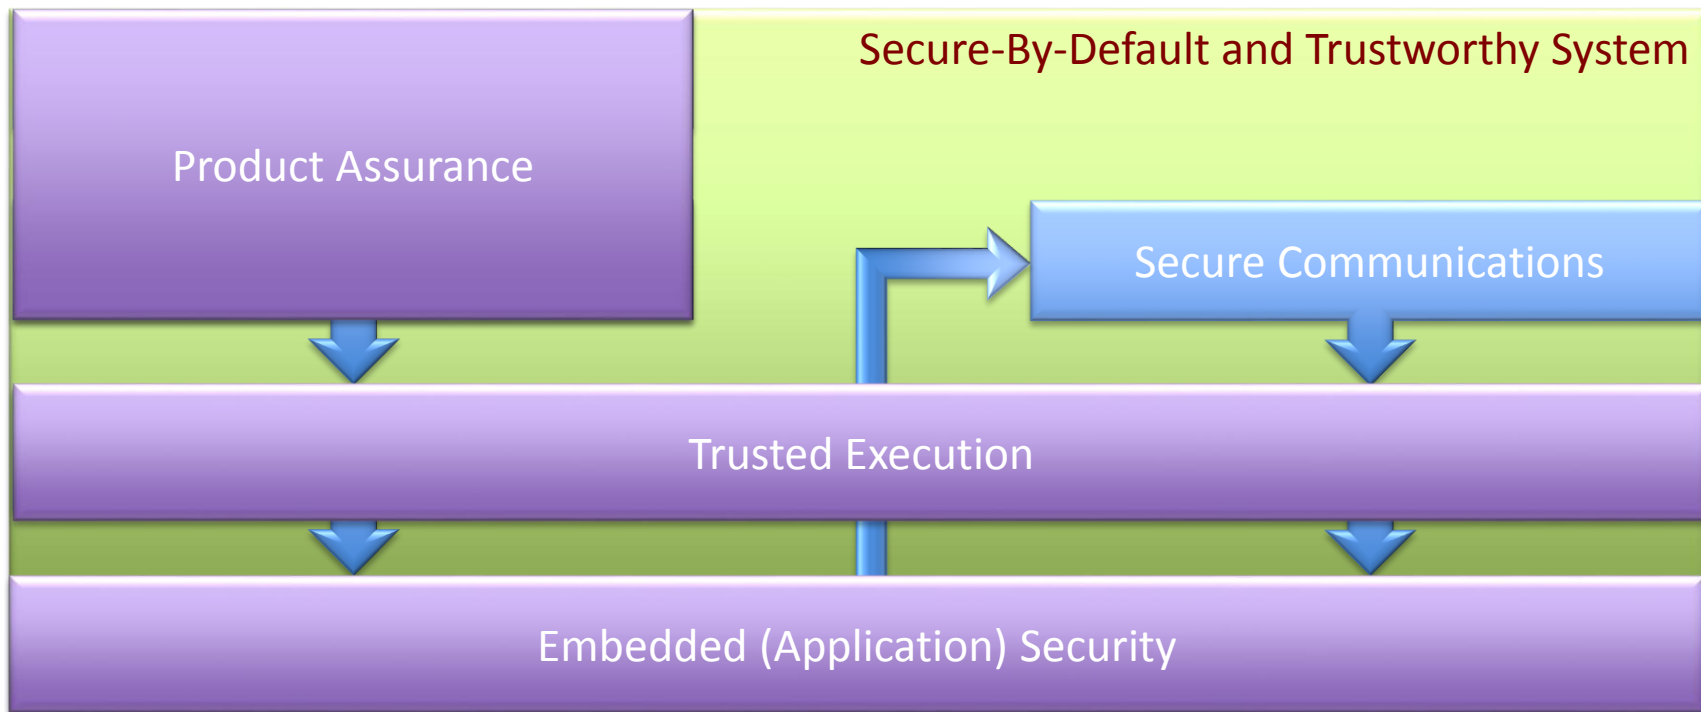 Secure-By-Default and Trustworthy System
Product Assurance
Secure Communications
Trusted Execution
Embedded (Application) Security